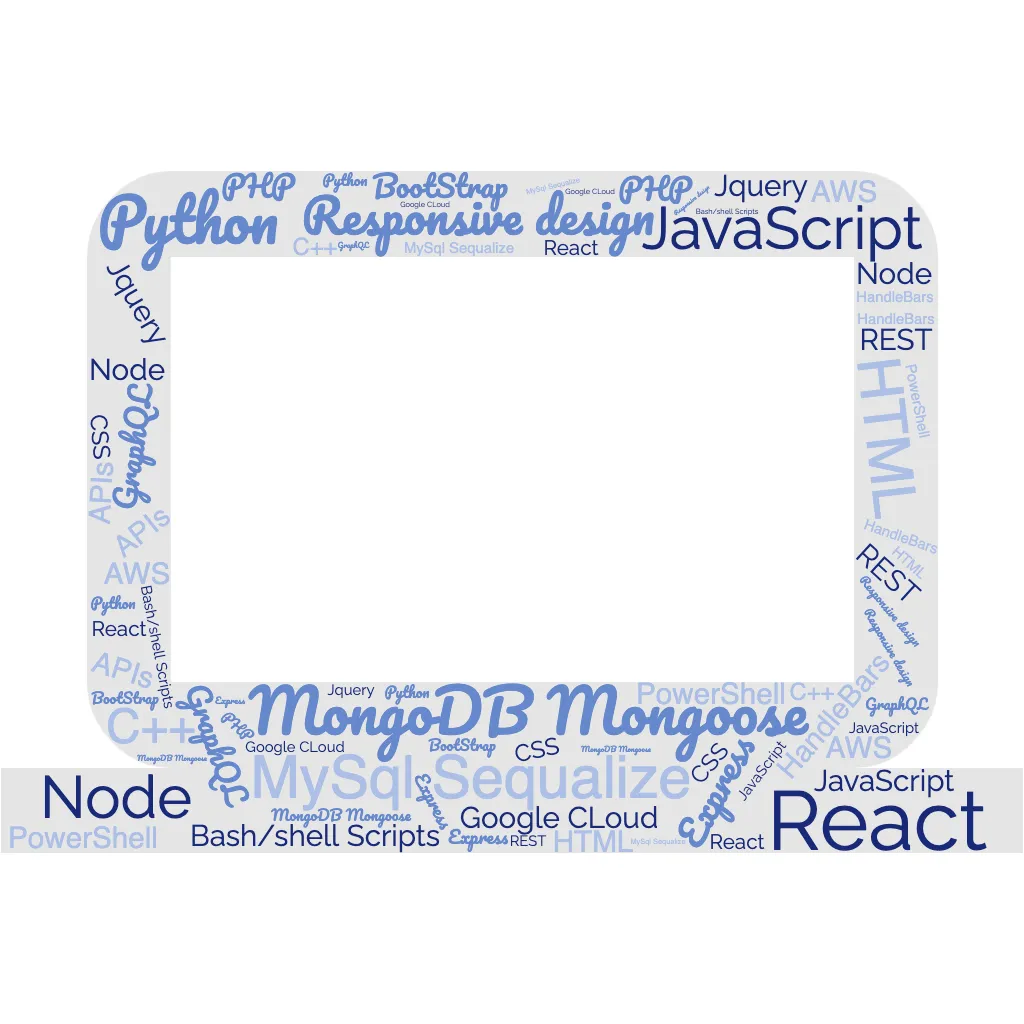 PHP
Python
BootStrap
MySql Sequalize
Google CLoud
PHP
Responsive design
Jquery
AWS
Google CLoud
Python
Responsive design
Bash/shell Scripts
JavaScript
C++
GraphQL
MySql Sequalize
React
Jquery
Node
HandleBars
HandleBars
REST
Node
GraphQL
CSS
APIs
HTML
PowerShell
APIs
HandleBars
HTML
AWS
REST
Python
Bash/shell Scripts
Responsive design
React
Responsive design
APIs
HandleBars
BootStrap
GraphQL
Express
MongoDB Mongoose
Jquery
Python
PowerShell
C++
GraphQL
C++
PHP
JavaScript
Google CLoud
BootStrap
CSS
MongoDB Mongoose
AWS
MongoDB Mongoose
MySql Sequalize
CSS
Express
JavaScript
JavaScript
Node
Express
React
MongoDB Mongoose
Google CLoud
PowerShell
Bash/shell Scripts
Express
REST
HTML
MySql Sequalize
React